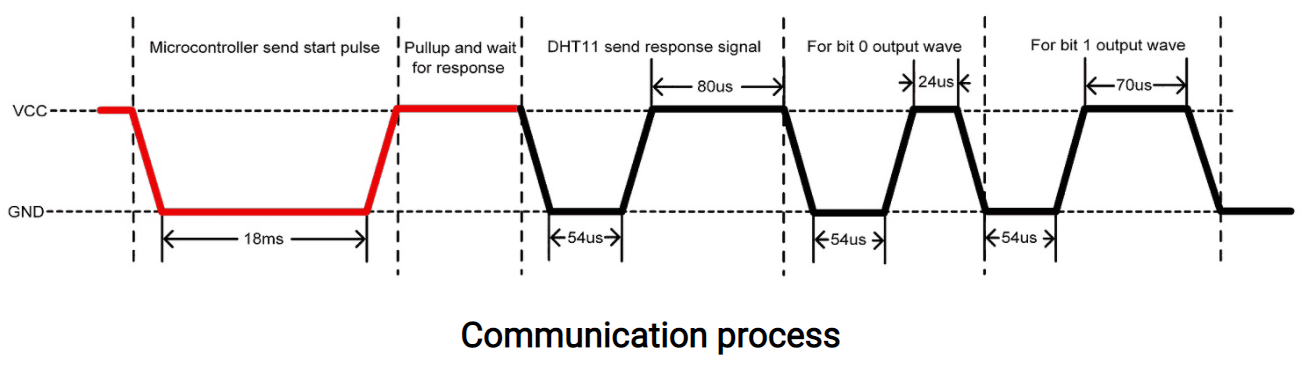 Microcontroller send start pulse
Pullup and wait
for response
DHT11 send response signal
For bit 0 output wave
For bit 1 output wave
80us
24us
70us
VCC
GND
18ms
54us
54us
54us
Communication process